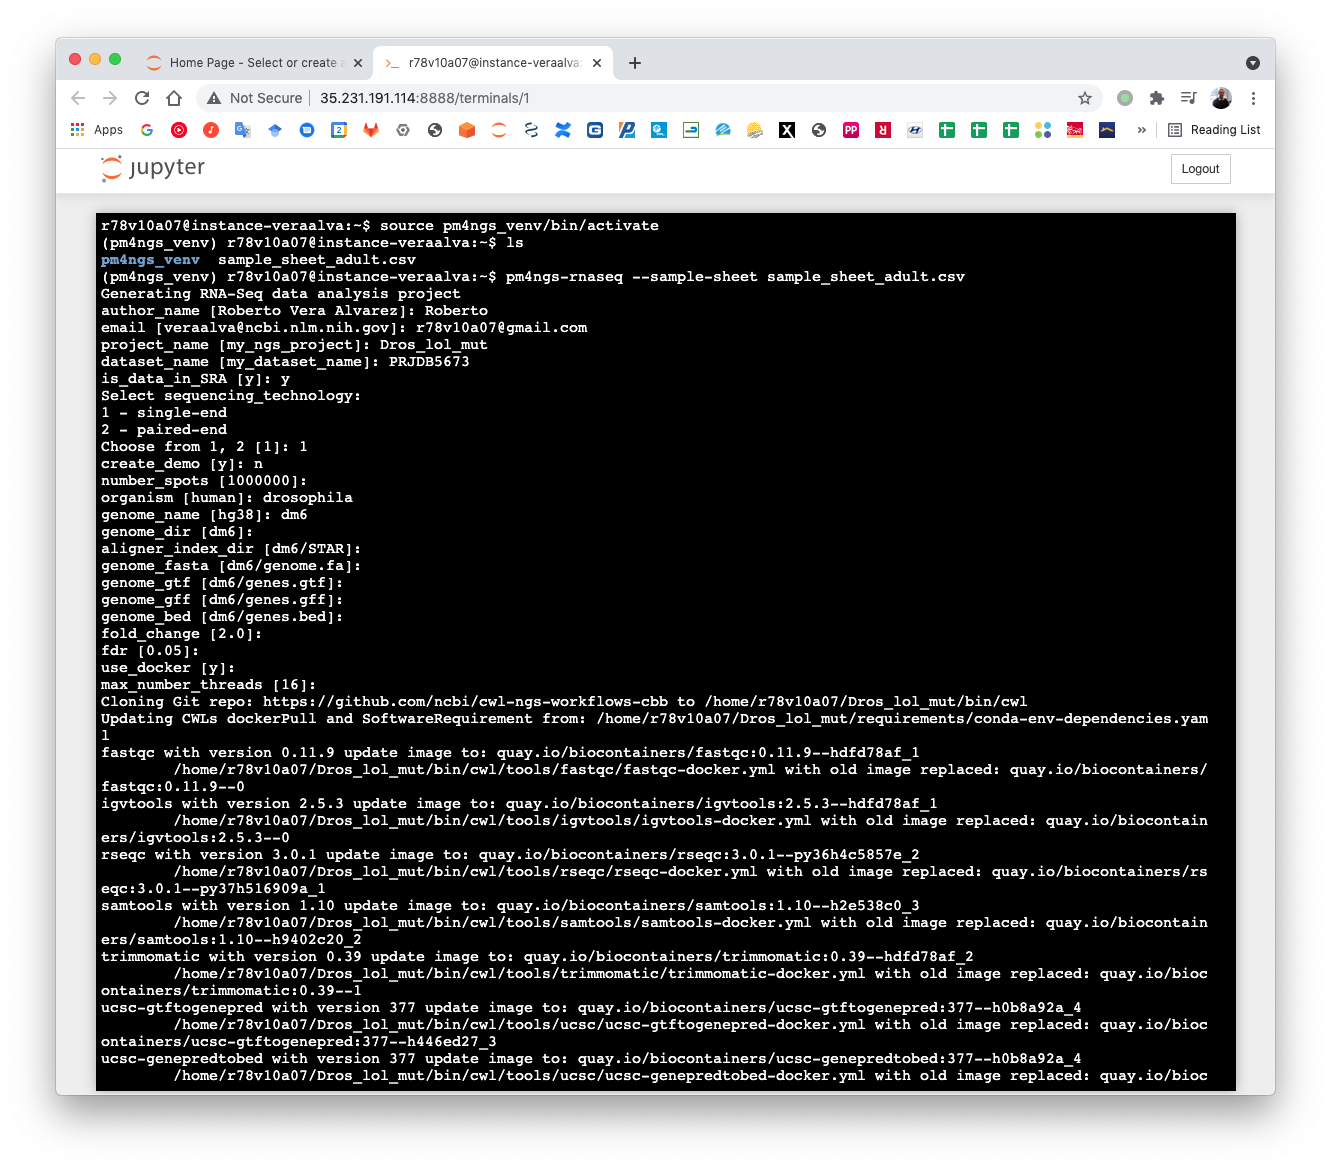 Home Page - Select or create a
r78v10a07@instance-veraalva:
Not Secure
35.231.191.114:8888/terminals/1
Apps
Reading List
jupyter
Logout
r78v10a07@instance-veraalva:~$ source pm4ngs_venv/bin/activate
(pm4ngs_venv) r78v10a07@instance-veraalva:~$ ls
pm4ngs_venv  sample_sheet_adult.csv
(pm4ngs_venv) r78v10a07@instance-veraalva:~$ pm4ngs-rnaseq --sample-sheet sample_sheet_adult.csv
Generating RNA-Seq data analysis project
author_name [Roberto Vera Alvarez]: Roberto
email [veraalva@ncbi.nlm.nih.gov]: r78v10a07@gmail.com
project_name [my_ngs_project]: Dros_lol_mut
dataset_name [my_dataset_name]: PRJDB5673
is_data_in_SRA [y]: y
Select sequencing_technology:
1 - single-end
2 - paired-end
Choose from 1, 2 [1]: 1
create_demo [y]: n
number_spots [1000000]:
organism [human]: drosophila
genome_name [hg38]: dm6
genome_dir [dm6]:
aligner_index_dir [dm6/STAR]:
genome_fasta [dm6/genome.fa]:
genome_gtf [dm6/genes.gtf]:
genome_gff [dm6/genes.gff]:
genome_bed [dm6/genes.bed]:
fold_change [2.0]:
fdr [0.05]:
use_docker [y]:
max_number_threads [16]:
Cloning Git repo: https://github.com/ncbi/cwl-ngs-workflows-cbb to /home/r78v10a07/Dros_lol_mut/bin/cwl
Updating CWLs dockerPull and SoftwareRequirement from: /home/r78v10a07/Dros_lol_mut/requirements/conda-env-dependencies.yam
l
fastqc with version 0.11.9 update image to: quay.io/biocontainers/fastqc:0.11.9--hdfd78af_1
/home/r78v10a07/Dros_lol_mut/bin/cwl/tools/fastqc/fastqc-docker.yml with old image replaced: quay.io/biocontainers/
fastqc:0.11.9--0
igvtools with version 2.5.3 update image to: quay.io/biocontainers/igvtools:2.5.3--hdfd78af_1
/home/r78v10a07/Dros_lol_mut/bin/cwl/tools/igvtools/igvtools-docker.yml with old image replaced: quay.io/biocontain
ers/igvtools:2.5.3--0
rseqc with version 3.0.1 update image to: quay.io/biocontainers/rseqc:3.0.1--py36h4c5857e_2
/home/r78v10a07/Dros_lol_mut/bin/cwl/tools/rseqc/rseqc-docker.yml with old image replaced: quay.io/biocontainers/rs
eqc:3.0.1--py37h516909a_1
samtools with version 1.10 update image to: quay.io/biocontainers/samtools:1.10--h2e538c0_3
/home/r78v10a07/Dros_lol_mut/bin/cwl/tools/samtools/samtools-docker.yml with old image replaced: quay.io/biocontain
ers/samtools:1.10--h9402c20_2
trimmomatic with version 0.39 update image to: quay.io/biocontainers/trimmomatic:0.39--hdfd78af_2
/home/r78v10a07/Dros_lol_mut/bin/cwl/tools/trimmomatic/trimmomatic-docker.yml with old image replaced: quay.io/bioc
ontainers/trimmomatic:0.39--1
ucsc-gtftogenepred with version 377 update image to: quay.io/biocontainers/ucsc-gtftogenepred:377--h0b8a92a_4
/home/r78v10a07/Dros_lol_mut/bin/cwl/tools/ucsc/ucsc-gtftogenepred-docker.yml with old image replaced: quay.io/bioc
ontainers/ucsc-gtftogenepred:377--h446ed27_3
ucsc-genepredtobed with version 377 update image to: quay.io/biocontainers/ucsc-genepredtobed:377--h0b8a92a_4
/home/r78v10a07/Dros_lol_mut/bin/cwl/tools/ucsc/ucsc-genepredtobed-docker.yml with old image replaced: quay.io/bioc